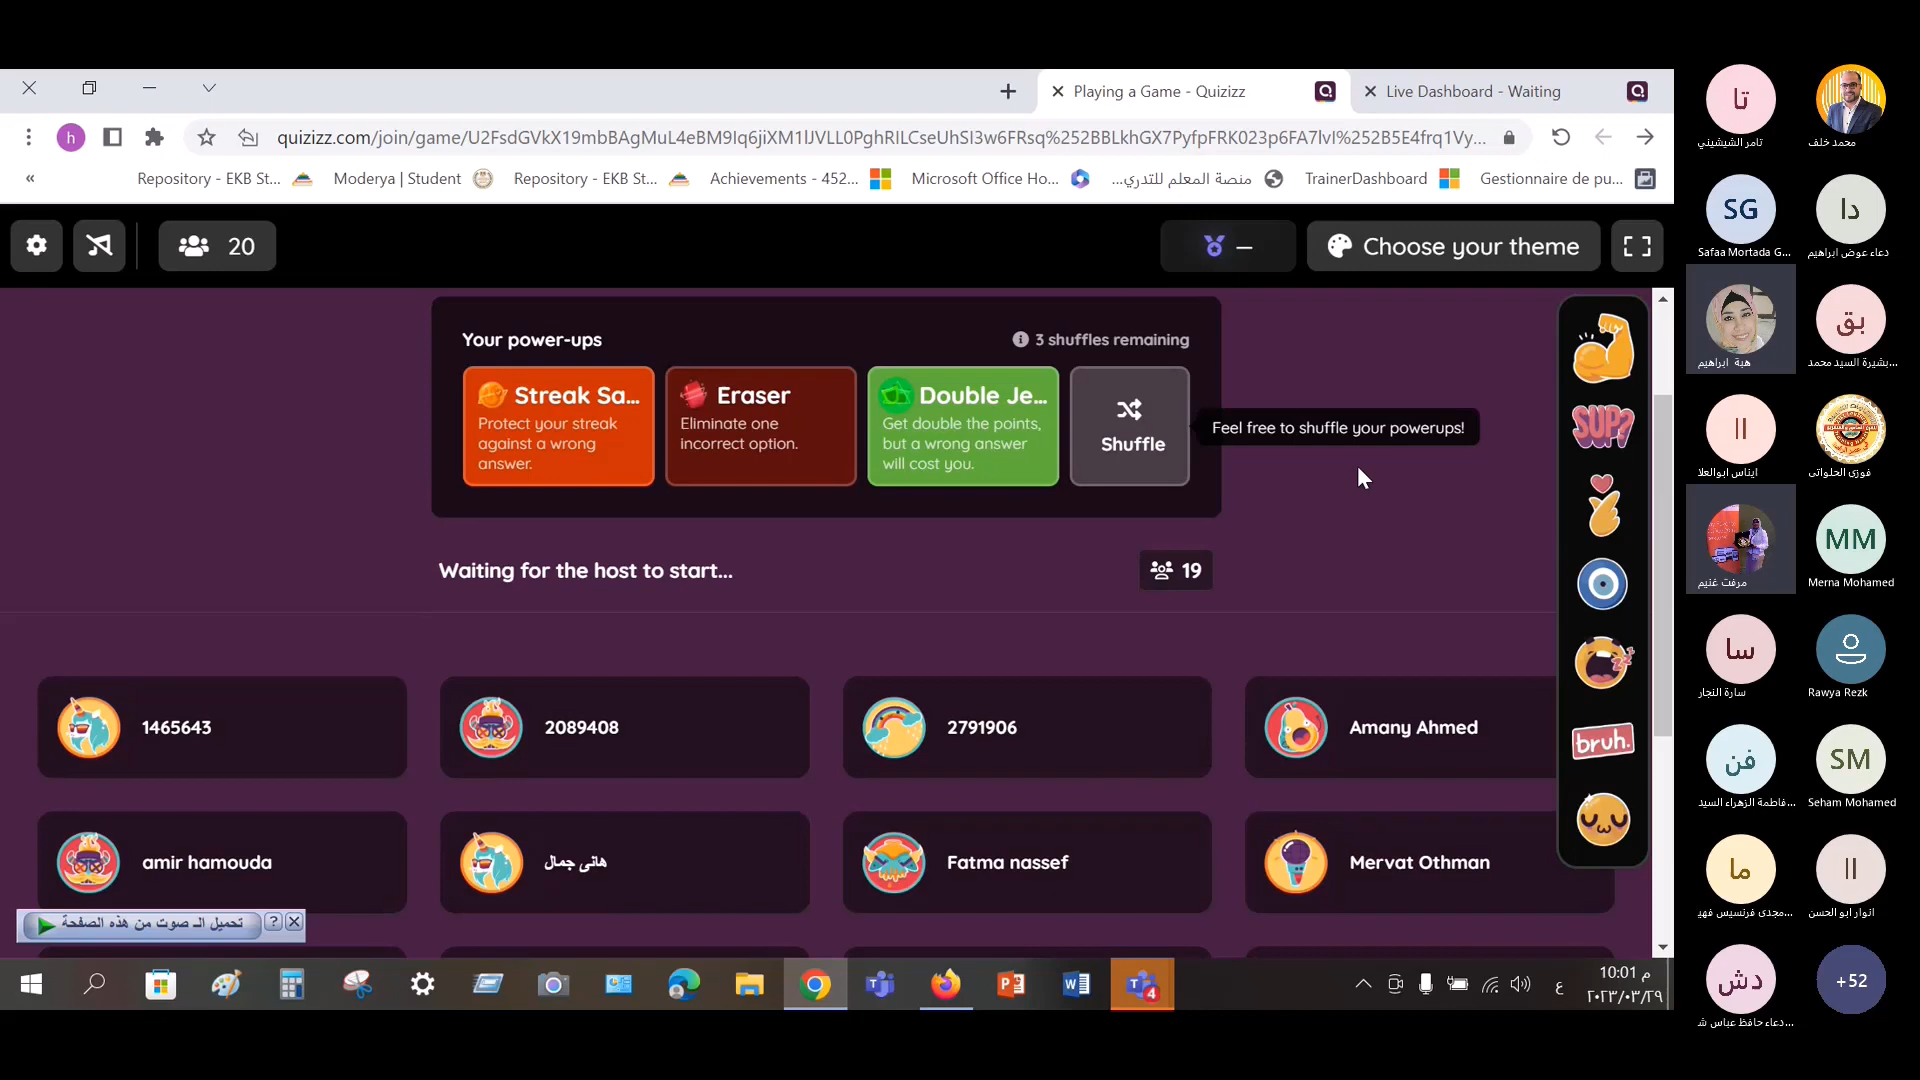 Playing a Game - Quizizz
Live Dashboard - Waiting
h
quizizz.com/join/game/U2FsdGVkX19mbBAgMuL4eBM9Iq6jiXM1lJVLL0PghRILCseUhSI3w6FRsq%252BBLkhGX7PyfpFRK023p6FA7lvI%252B5E4frq1Vy...
«
Repository - EKB St...
Moderya | Student
Repository - EKB St...
Achievements - 452...
Microsoft Office Ho...
منصة المعلم للتدري...
TrainerDashboard
Gestionnaire de pu...
20
–
Choose your theme
Your power-ups
3 shuffles remaining
Streak Sa...
Protect your streak
against a wrong
answer.
Eraser
Eliminate one
incorrect option.
Double Je...
Get double the points,
but a wrong answer
will cost you.
Shuffle
Feel free to shuffle your powerups!
SUP?
bruh.
Waiting for the host to start...
19
1465643
2089408
2791906
Amany Ahmed
amir hamouda
هانى جمال
Fatma nassef
Mervat Othman
تحميل الـ صوت من هذه الصفحة
?
4
ع
10:01 م
٢٠٢٣/٠٣/٢٩
تا
تامر الشيشيني
محمد خلف
SG
Safaa Mortada G...
دا
دعاء عوض ابراهيم
هبة ابراهيم
بق
بشيرة السيد محمد...
اا
ايناس ابوالعلا
فوزى الحلواتى
مرفت غنيم
MM
Merna Mohamed
سا
سارة النجار
Rawya Rezk
فن
فاطمة الزهراء السيد...
SM
Seham Mohamed
ما
مجدى فرنسيس فهي...
اا
انوار ابو الحسن
دش
دعاء حافظ عباس ش...
+52